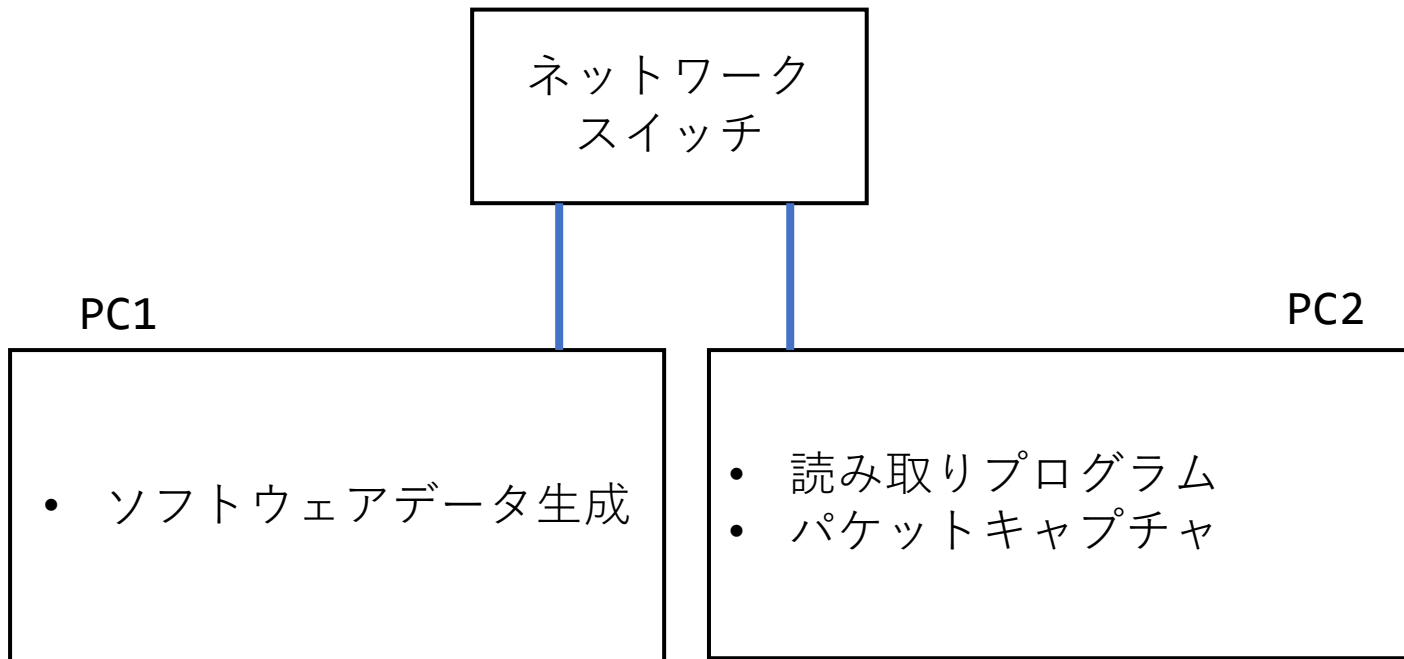 ネットワーク
スイッチ
PC1
PC2
• ソフトウェアデータ生成
• 読み取りプログラム
• パケットキャプチャ